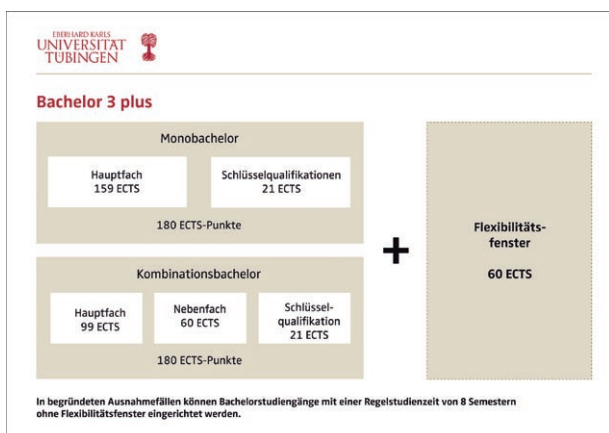 EBERHARD KARLS
UNIVERSITÄT
TÜBINGEN
Bachelor 3 plus
Monobachelor
Hauptfach
159 ECTS
Schlüsselqualifikationen
21 ECTS
180 ECTS-Punkte
Kombinationsbachelor
Hauptfach
99 ECTS
Nebenfach
60 ECTS
Schlüssel-
qualifikation
21 ECTS
180 ECTS-Punkte
+
Flexibilitäts-
fenster
60 ECTS
In begründeten Ausnahmefällen können Bachelorstudiengänge mit einer Regelstudienzeit von 8 Semestern
ohne Flexibilitätsfenster eingerichtet werden.